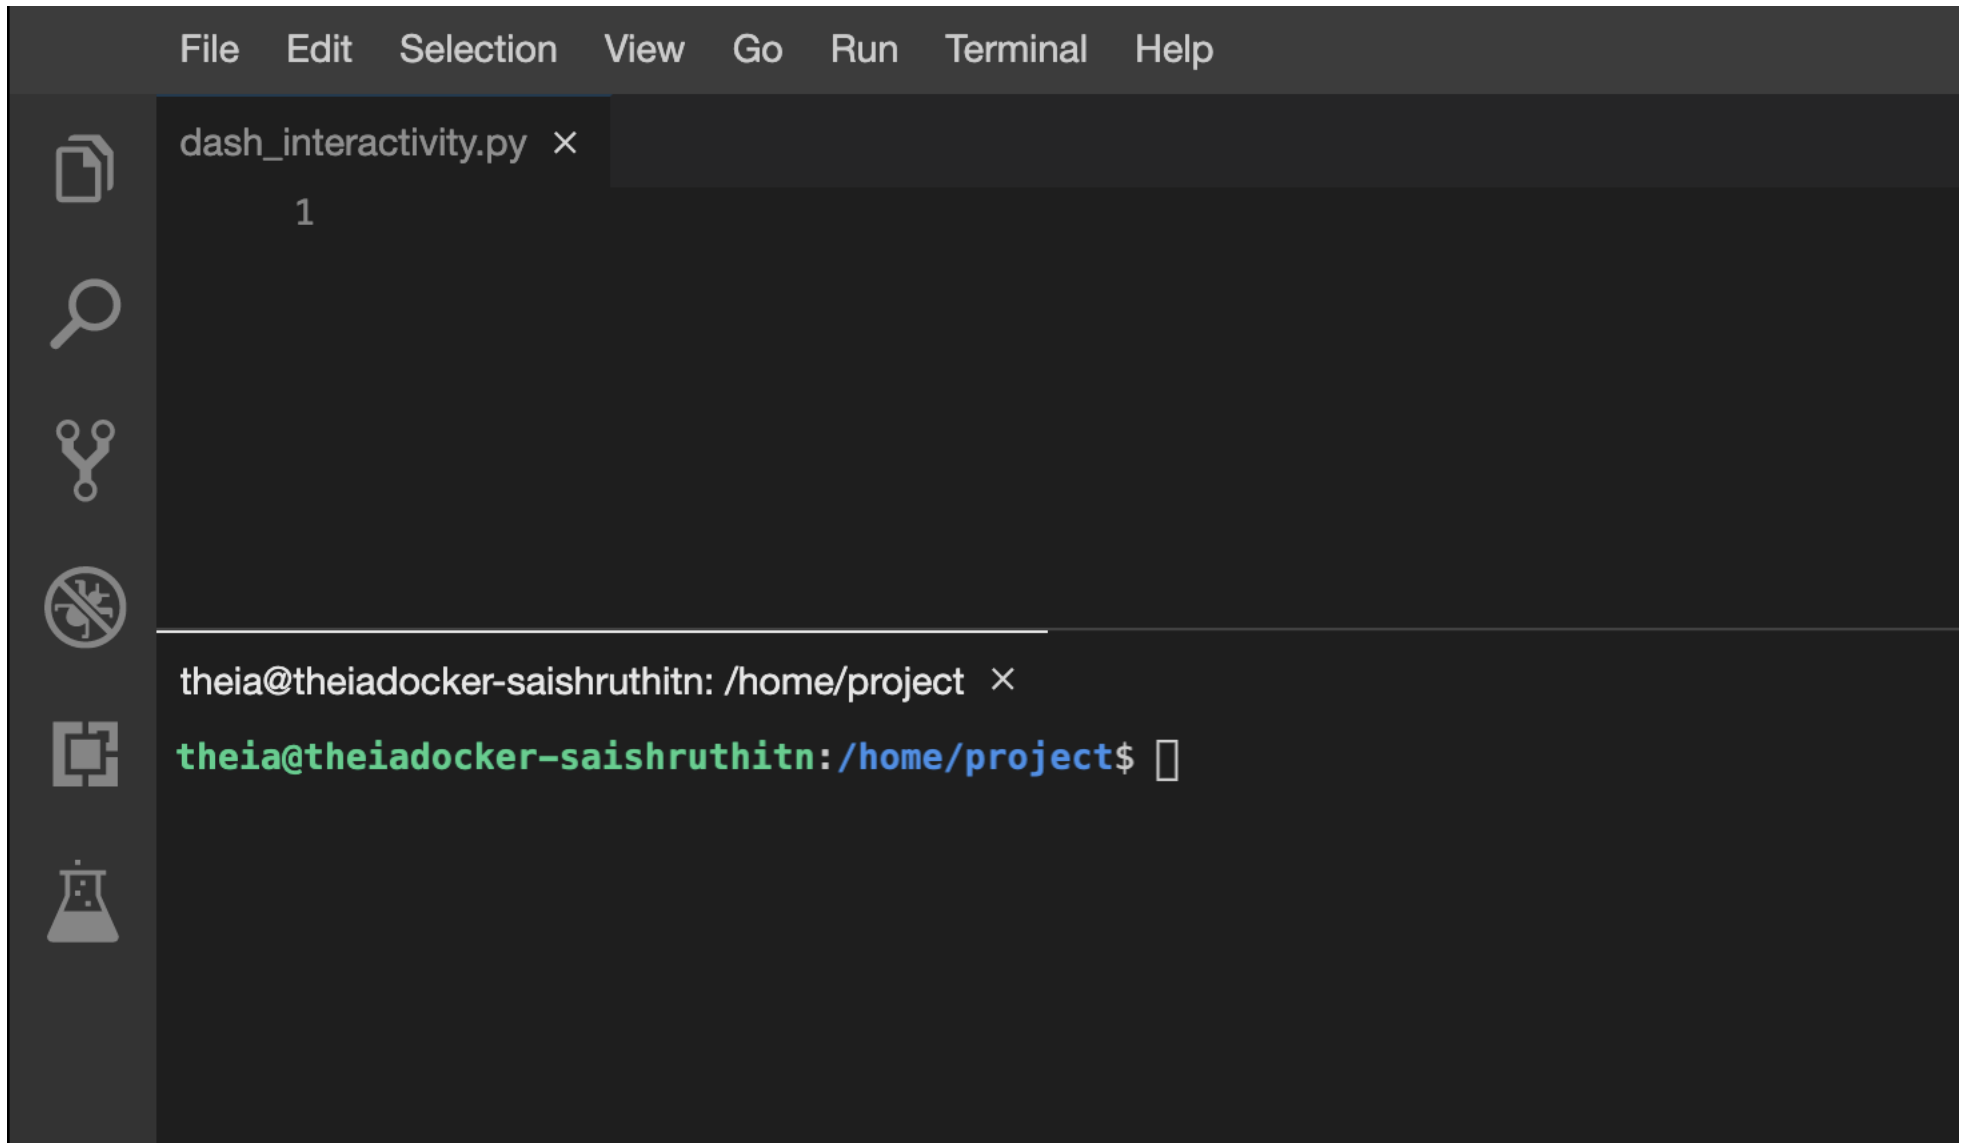 File Edit Selection View Go Run Terminal Help
dash_interactivity.py ×
1
theia@theiadocker-saishruthitn: /home/project ×
theia@theiadocker-saishruthitn:/home/project$